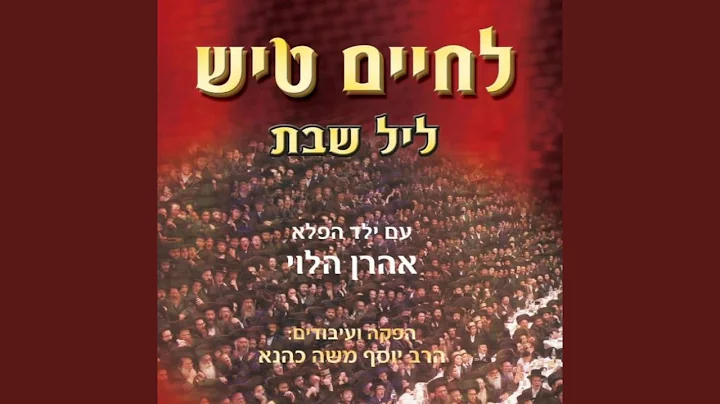 לחיים טיש
ליל שבת
עם ילד הפלא
אהרן הלוי
הפקה ועיבודים:
הרב יוסף משה כהנא